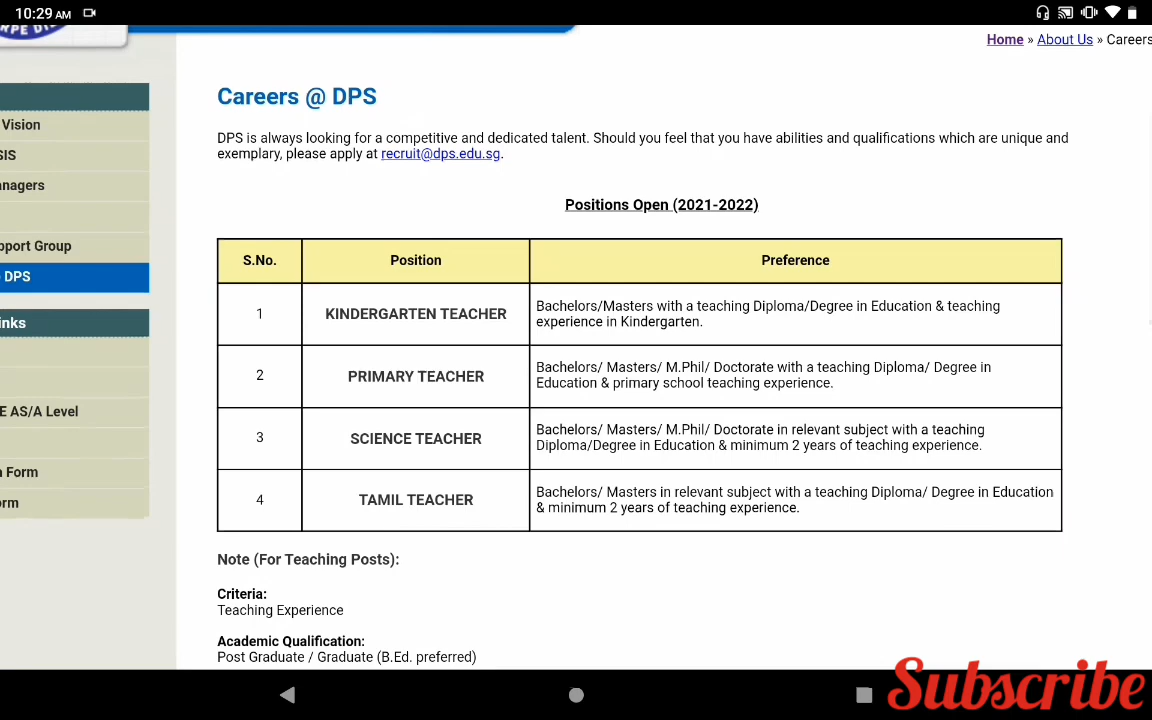 10:29 AM
RPE DI
Home » About Us » Careers
Careers @ DPS
DPS is always looking for a competitive and dedicated talent. Should you feel that you have abilities and qualifications which are unique and
exemplary, please apply at recruit@dps.edu.sg.
Vision
SIS
anagers
pport Group
DPS
inks
E AS/A Level
n Form
orm
Positions Open (2021-2022)
S.No. Position Preference
1 KINDERGARTEN TEACHER Bachelors/Masters with a teaching Diploma/Degree in Education & teaching
experience in Kindergarten.
2 PRIMARY TEACHER Bachelors/ Masters/ M.Phil/ Doctorate with a teaching Diploma/ Degree in
Education & primary school teaching experience.
3 SCIENCE TEACHER Bachelors/ Masters/ M.Phil/ Doctorate in relevant subject with a teaching
Diploma/Degree in Education & minimum 2 years of teaching experience.
4 TAMIL TEACHER Bachelors/ Masters in relevant subject with a teaching Diploma/ Degree in Education
& minimum 2 years of teaching experience.
Note (For Teaching Posts):
Criteria:
Teaching Experience
Academic Qualification:
Post Graduate / Graduate (B.Ed. preferred)
Subscribe